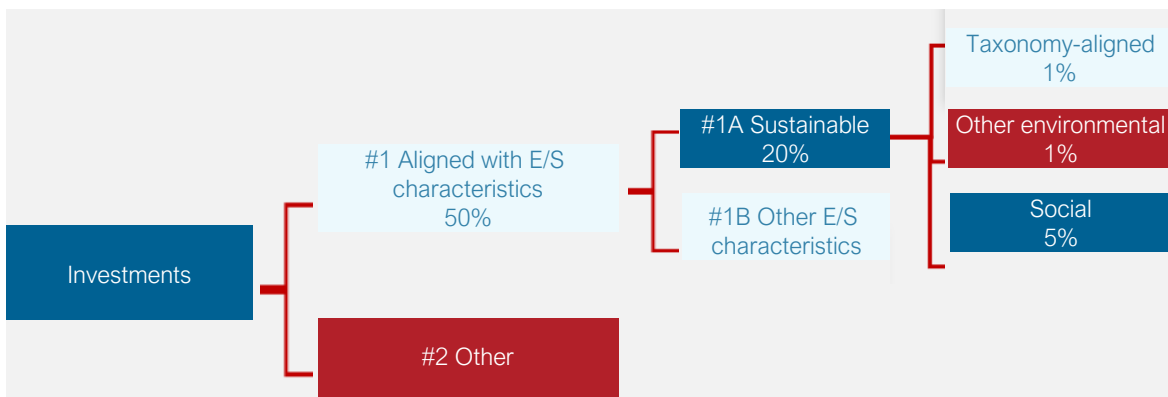 Investments
#1 Aligned with E/S
characteristics
50%
#2 Other
#1A Sustainable
20%
#1B Other E/S
characteristics
Taxonomy-aligned
1%
Other environmental
1%
Social
5%